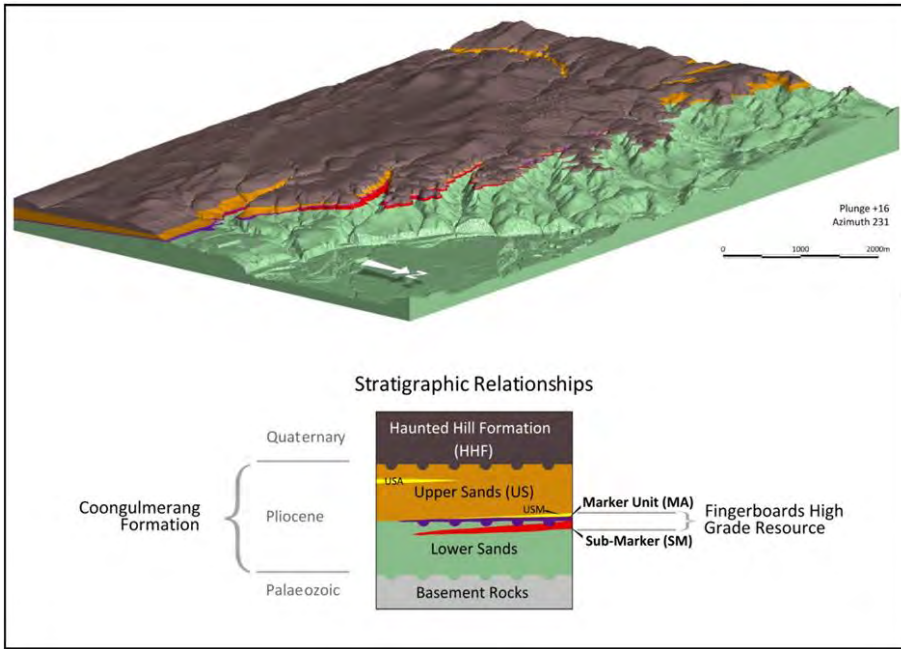 Plunge +16
Azimuth 231
0 1000 2000m
Stratigraphic Relationships
Quaternary
Haunted Hill Formation
(HHF)
USA
Upper Sands (US)
USM
Marker Unit (MA)
Coongulmerang
Formation
Pliocene
Fingerboards High
Grade Resource
Sub-Marker (SM)
Lower Sands
Palaeozoic
Basement Rocks